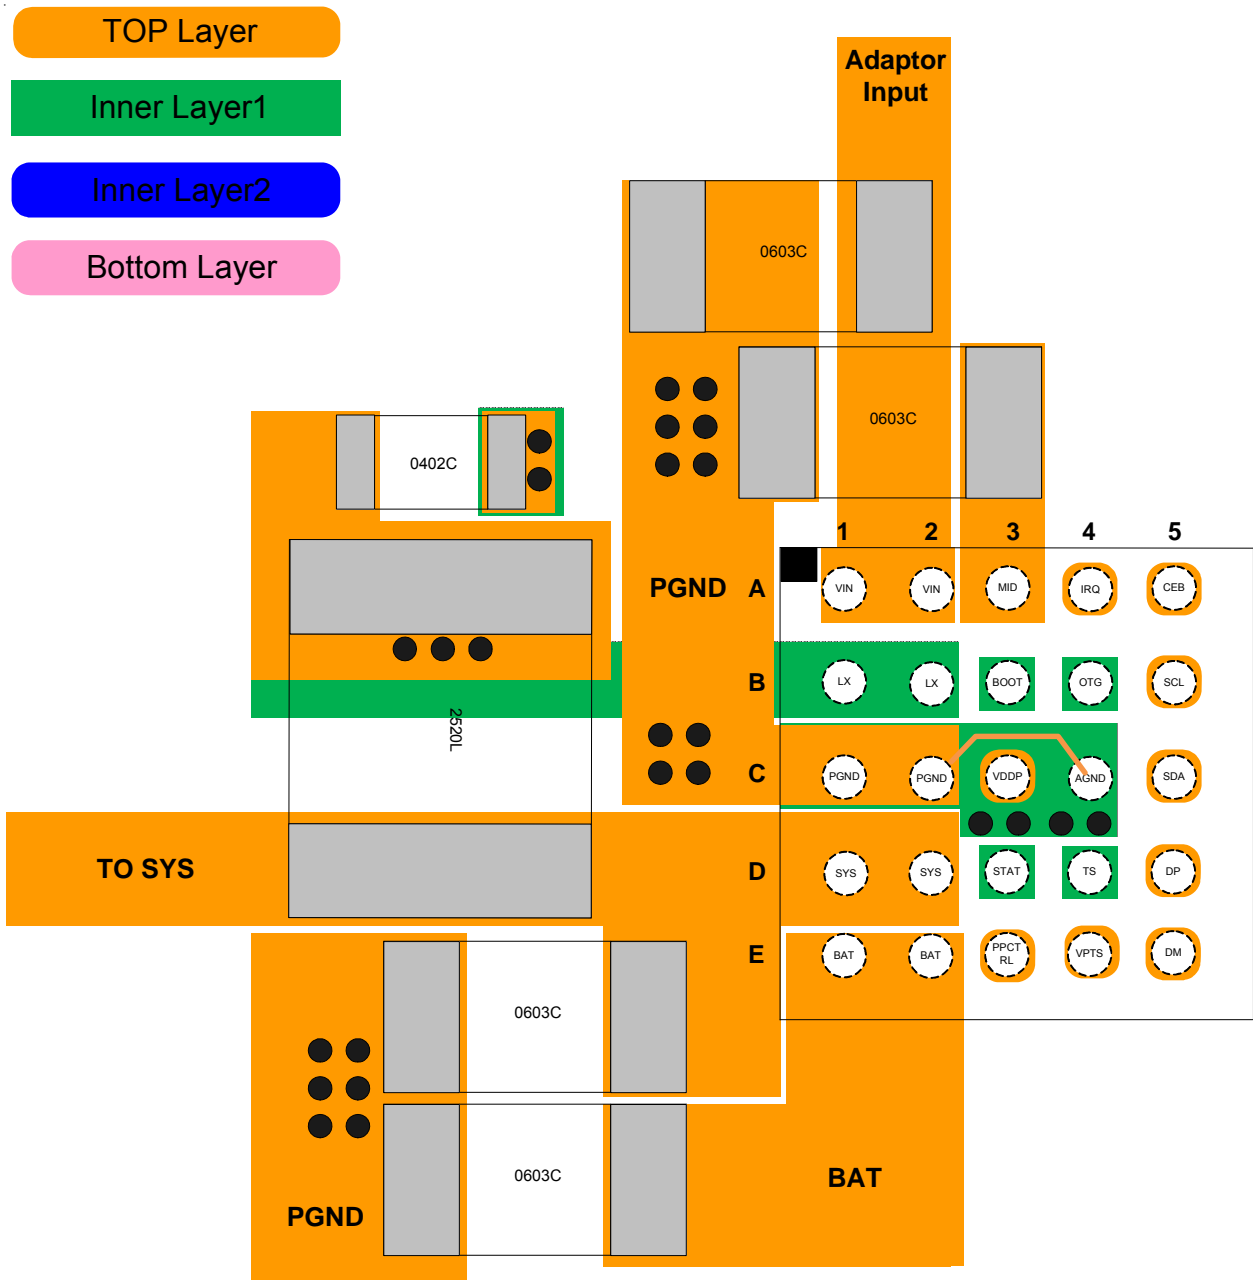 TOP Layer
Inner Layer1
Inner Layer2
Bottom Layer
Adaptor
Input
0603C
0603C
0402C
1 2 3 4 5
PGND A VIN VIN MID IRQ CEB
B LX LX BOOT OTG SCL
2520L
C PGND PGND VDDP AGND SDA
TO SYS D SYS SYS STAT TS DP
E BAT BAT PPCT
RL VPTS DM
0603C
0603C
BAT
PGND